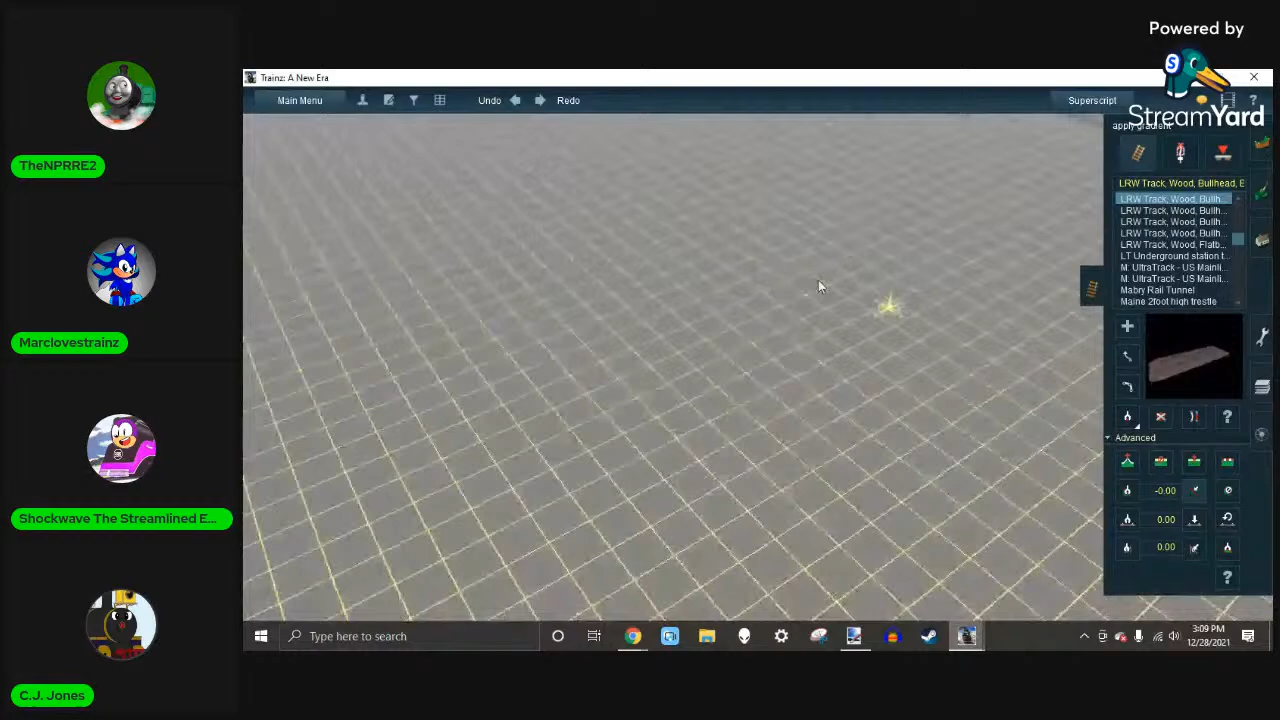 Powered by
StreamYard
TheNPRRE2
Marclovestrainz
Shockwave The Streamlined E...
C.J. Jones
Trainz: A New Era
Main Menu
Undo
Redo
Superscript
?
apply gradient
LRW Track, Wood, Bullhead, E
LRW Track, Wood, Bullh...
LRW Track, Wood, Bullh...
LRW Track, Wood, Bullh...
LRW Track, Wood, Bullh...
LRW Track, Wood, Flatb...
LT Underground station t...
M: UltraTrack - US Mainli...
M: UltraTrack - US Mainli...
Mabry Rail Tunnel
Maine 2foot high trestle
?
Advanced
-0.00
0.00
0.00
?
Type here to search
3:09 PM
12/28/2021